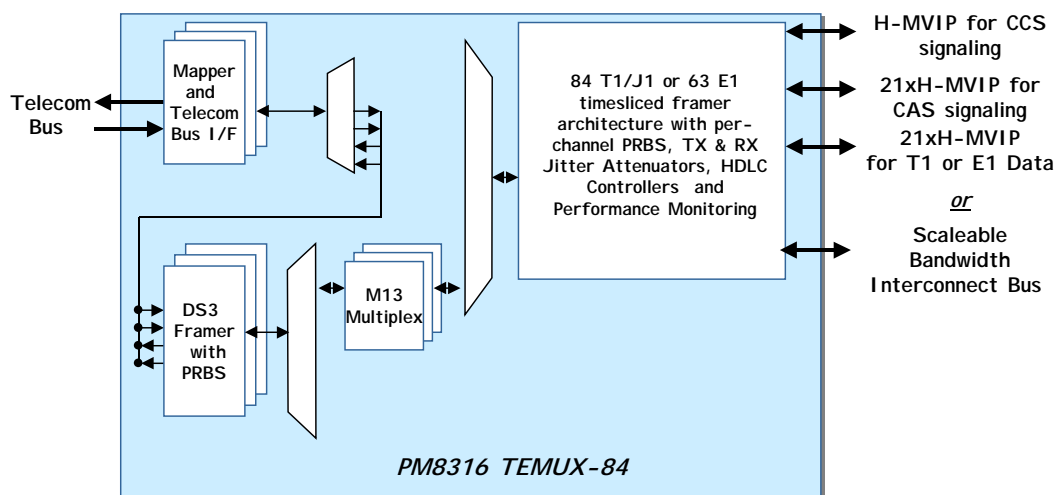 Telecom
Bus
Mapper
and
Telecom
Bus I/F
84 T1/J1 or 63 E1
timesliced framer
architecture with per-
channel PRBS, TX & RX
Jitter Attenuators, HDLC
Controllers and
Performance Monitoring
H-MVIP for CCS
signaling
21xH-MVIP for
CAS signaling
21xH-MVIP
for T1 or E1 Data
or
Scaleable
Bandwidth
Interconnect Bus
DS3
Framer
with
PRBS
M13
Multiplex
PM8316 TEMUX-84